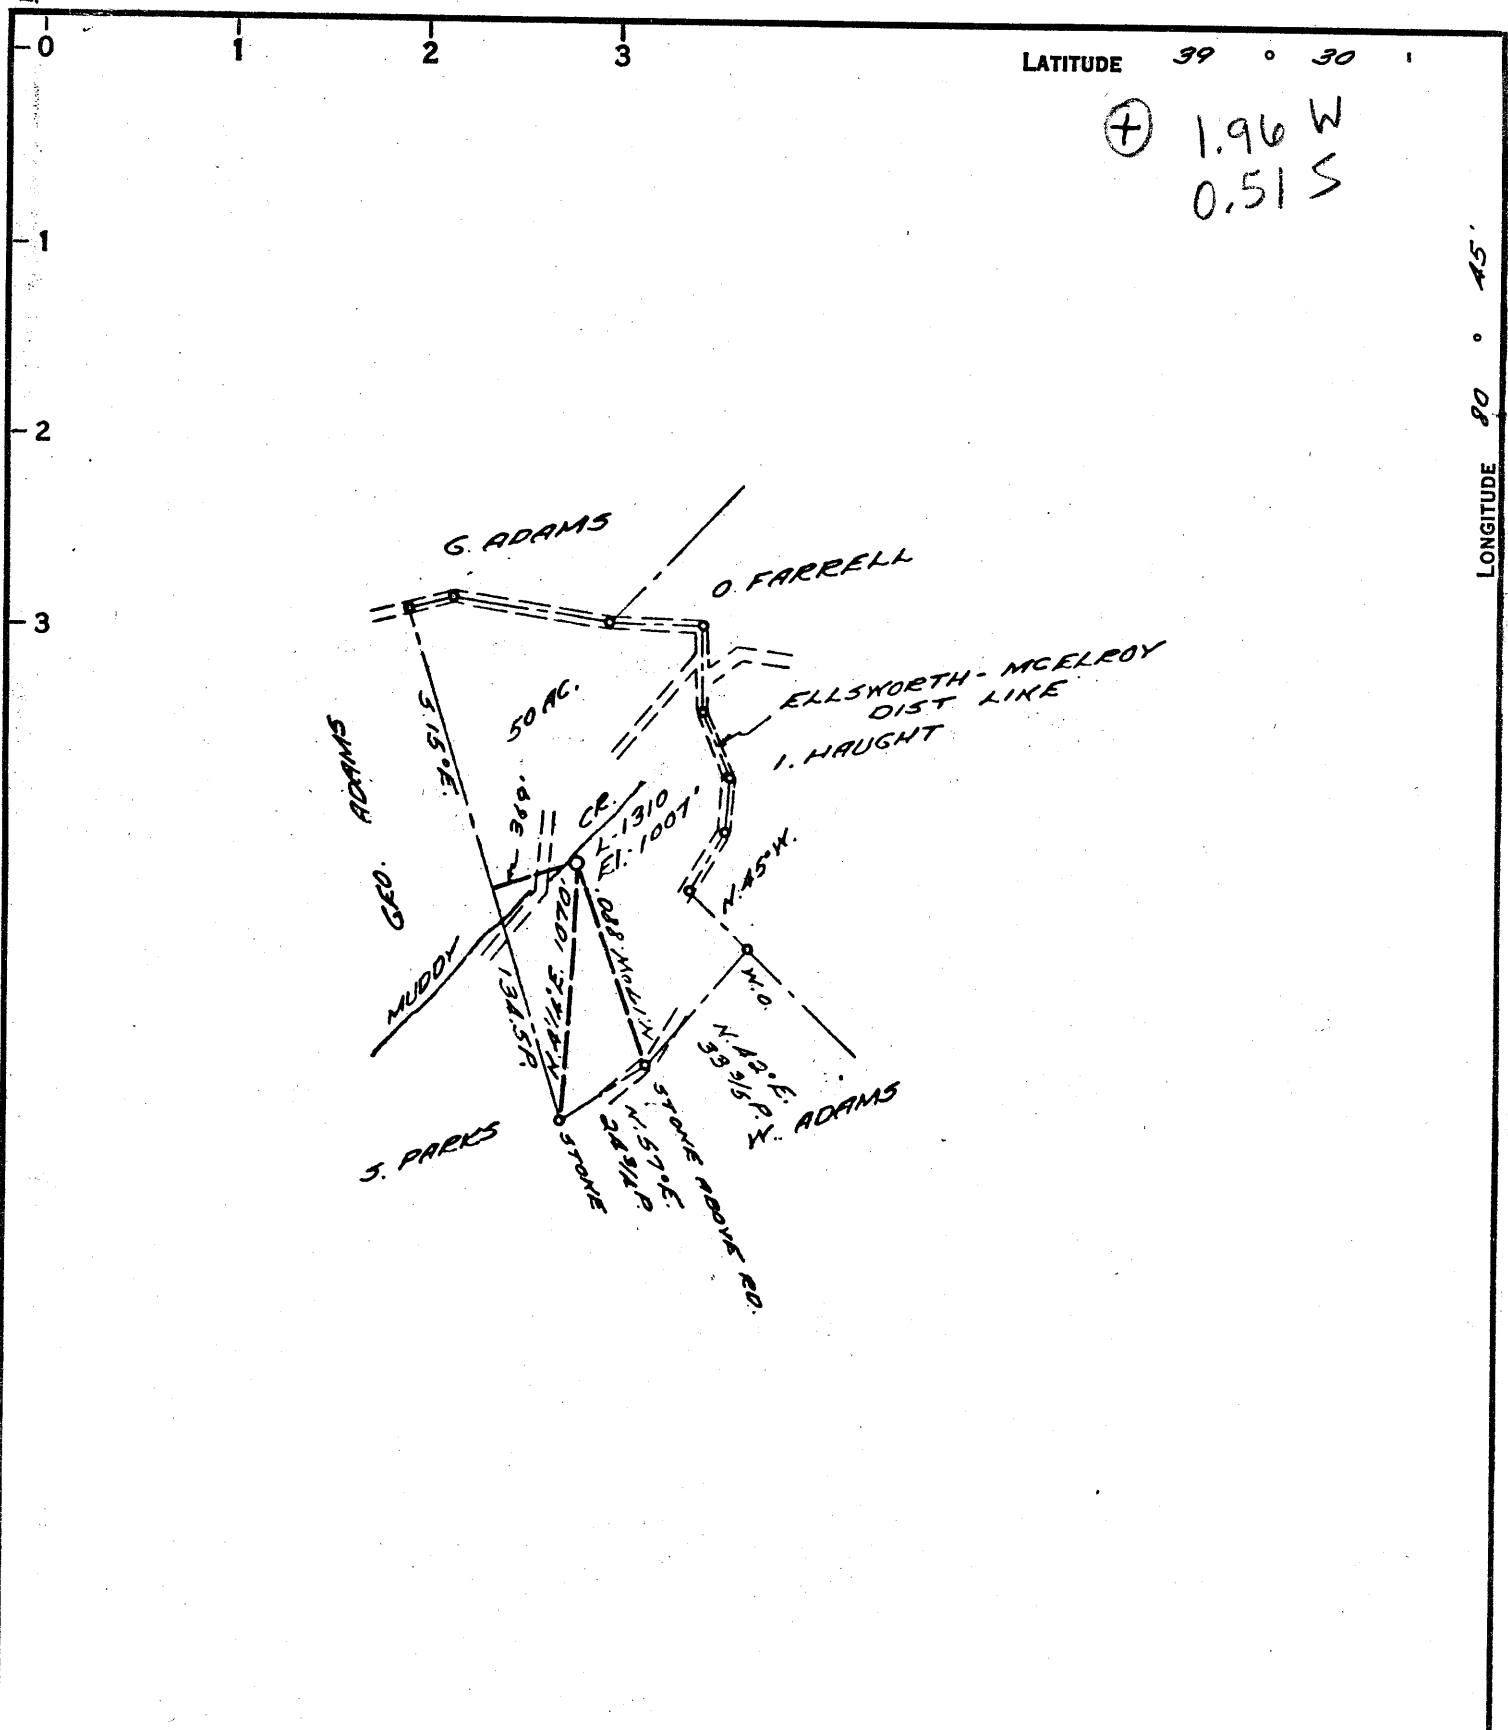 0
1
2
3
LATITUDE 39 ° 30 '
⊕ 1.96 W
0.51 S
1
2
3
LONGITUDE 80 ° 45'
G. ADAMS
O. FARRELL
ELLSWORTH - MCELROY
DIST LINE
I. HAUGHT
50 AC.
S. 15° E.
GEO. ADAMS
369'
CR.
L-1310
El.-1007'
N. 45° W.
MUDDY
134.5 P.
1070'
880'
W.O.
N. 42° E.
33 3/5 P.
W. ADAMS
S. PARKS
STONE
N. 57° E.
24 3/4 P.
STONE ABOVE RD.